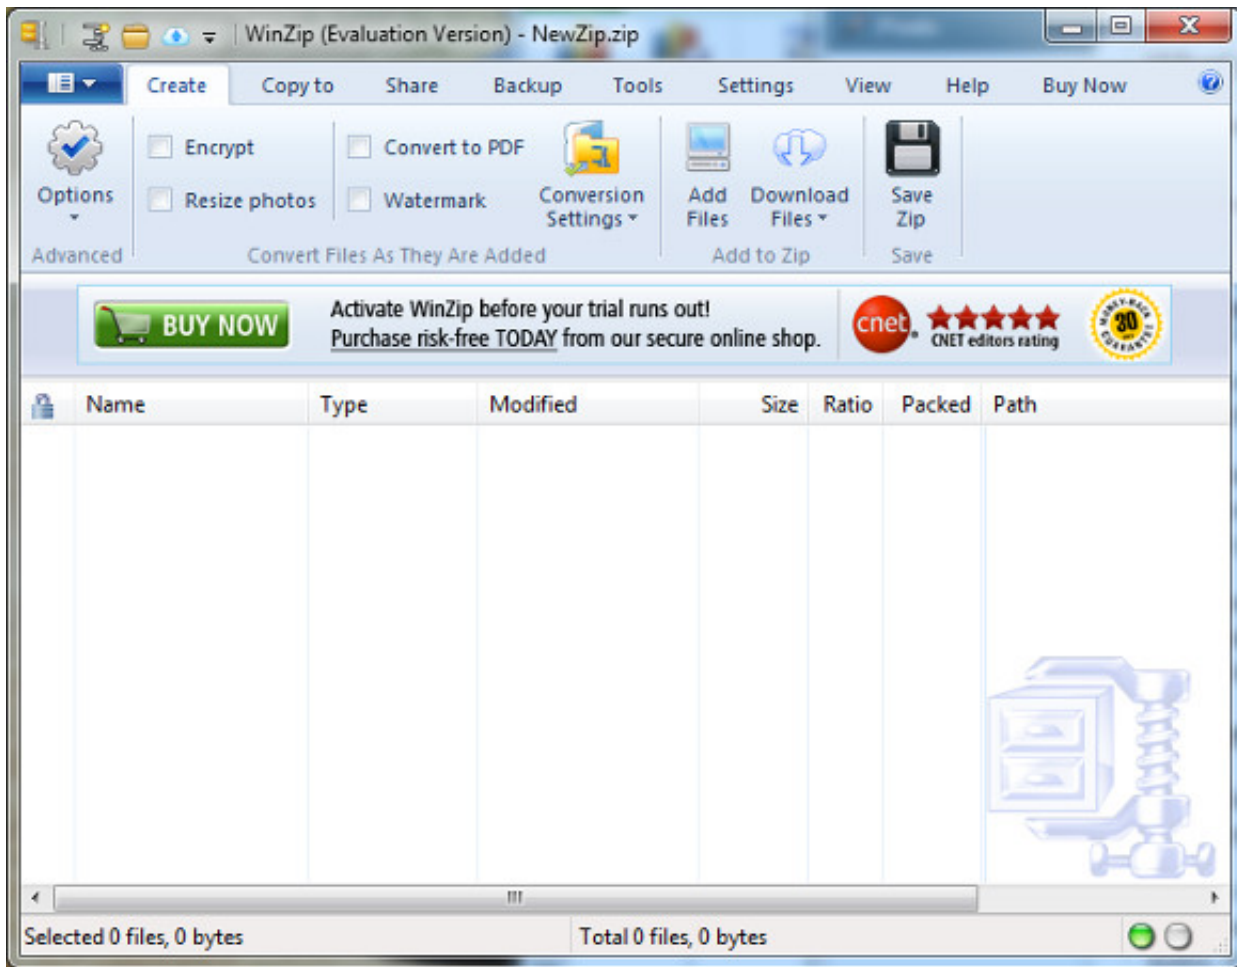 WinZip (Evaluation Version) - NewZip.zip
Create Copy to Share Backup Tools Settings View Help Buy Now
Encrypt Convert to PDF
Options Resize photos Watermark Conversion Settings Add Files Download Files Save Zip
Advanced Convert Files As They Are Added Add to Zip Save
BUY NOW Activate WinZip before your trial runs out!
Purchase risk-free TODAY from our secure online shop.
cnet CNET editors rating
30
Name Type Modified Size Ratio Packed Path
Selected 0 files, 0 bytes Total 0 files, 0 bytes